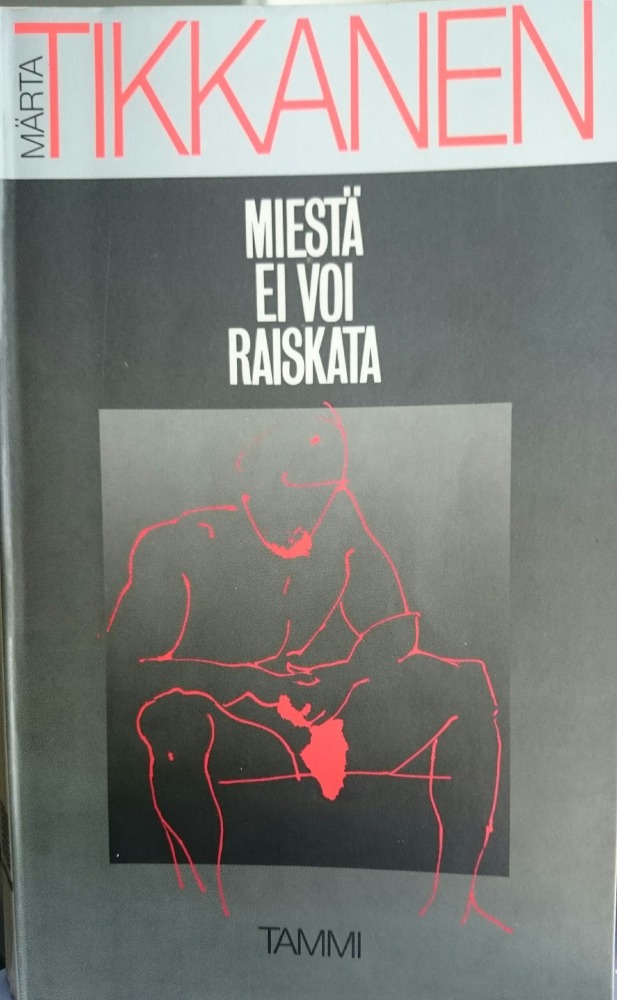 MÄRTA
TIKKANEN
MIESTÄ
EI VOI
RAISKATA
TAMMI